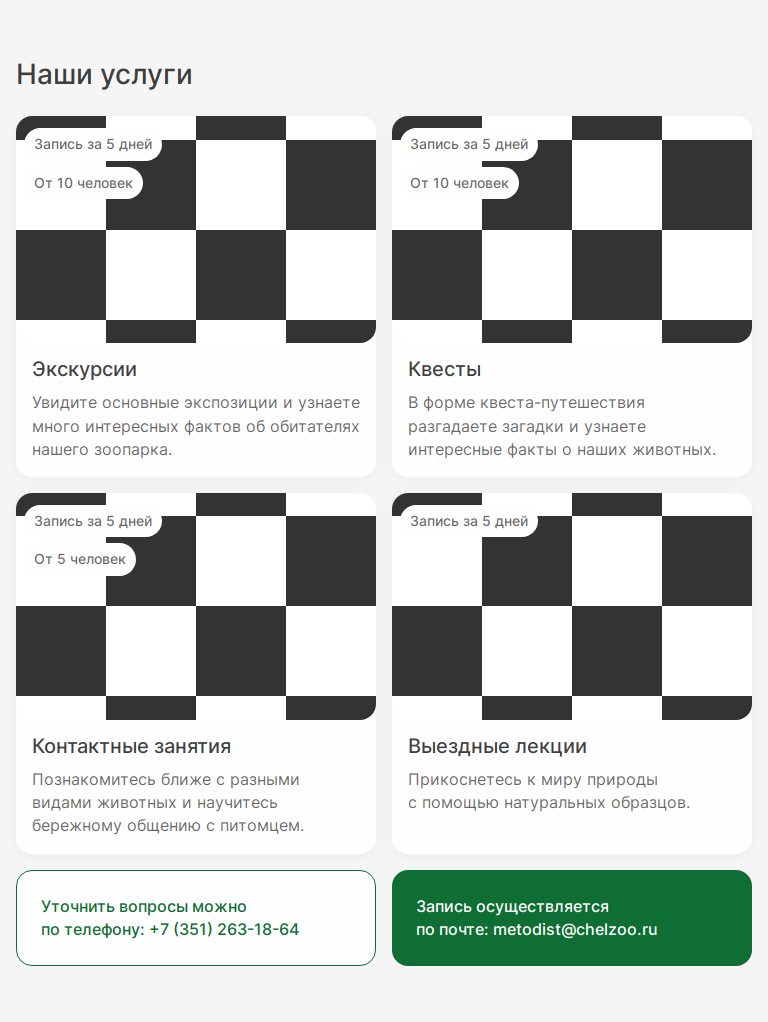 Наши услуги
Запись за 5 дней
От 10 человек
Экскурсии
Увидите основные экспозиции и узнаете
много интересных фактов об обитателях
нашего зоопарка.
Запись за 5 дней
От 10 человек
Квесты
В форме квеста-путешествия
разгадаете загадки и узнаете
интересные факты о наших животных.
Запись за 5 дней
От 5 человек
Контактные занятия
Познакомитесь ближе с разными
видами животных и научитесь
бережному общению с питомцем.
Запись за 5 дней
Выездные лекции
Прикоснетесь к миру природы
с помощью натуральных образцов.
Уточнить вопросы можно
по телефону: +7 (351) 263-18-64
Запись осуществляется
по почте: metodist@chelzoo.ru